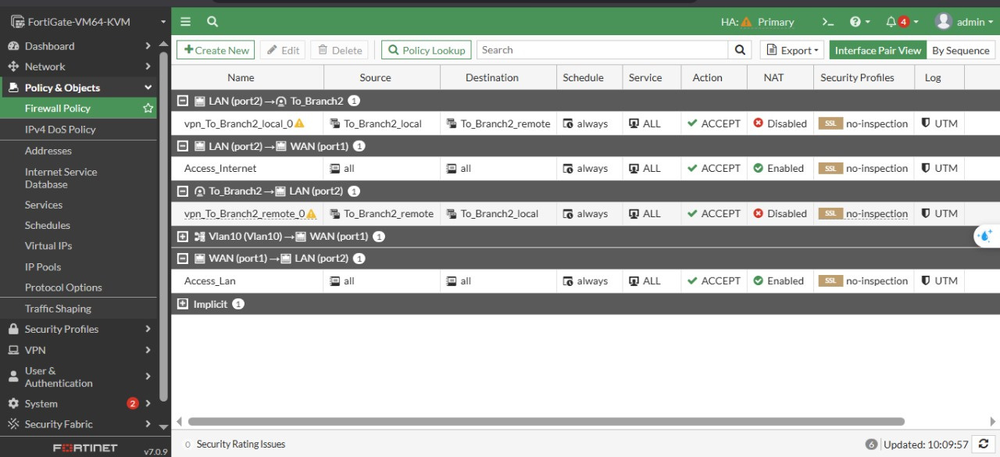 FortiGate-VM64-KVM
HA: Primary
4
admin
Dashboard
Network
Policy & Objects
Firewall Policy
IPv4 DoS Policy
Addresses
Internet Service
Database
Services
Schedules
Virtual IPs
IP Pools
Protocol Options
Traffic Shaping
Security Profiles
VPN
User &
Authentication
System 2
Security Fabric
FORTINET v7.0.9
Create New Edit Delete Policy Lookup Search Export Interface Pair View By Sequence
Name Source Destination Schedule Service Action NAT Security Profiles Log
LAN (port2) → To_Branch2 1
vpn_To_Branch2_local_0 To_Branch2_local To_Branch2_remote always ALL ACCEPT Disabled SSL no-inspection UTM
LAN (port2) → WAN (port1) 1
Access_Internet all all always ALL ACCEPT Enabled SSL no-inspection UTM
To_Branch2 → LAN (port2) 1
vpn_To_Branch2_remote_0 To_Branch2_remote To_Branch2_local always ALL ACCEPT Disabled SSL no-inspection UTM
Vlan10 (Vlan10) → WAN (port1) 1
WAN (port1) → LAN (port2) 1
Access_Lan all all always ALL ACCEPT Enabled SSL no-inspection UTM
Implicit 1
0 Security Rating Issues
6 Updated: 10:09:57